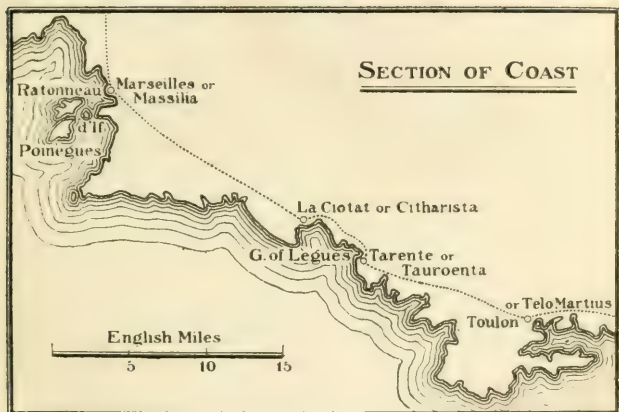 SECTION OF COAST
Ratonneau
Marseilles or
Massilia
d'If
Pomegues
La Ciotat or Citharista
G. of Legues
Tarente or
Tauroenta
or Telo Martius
Toulon
English Miles
5 10 15